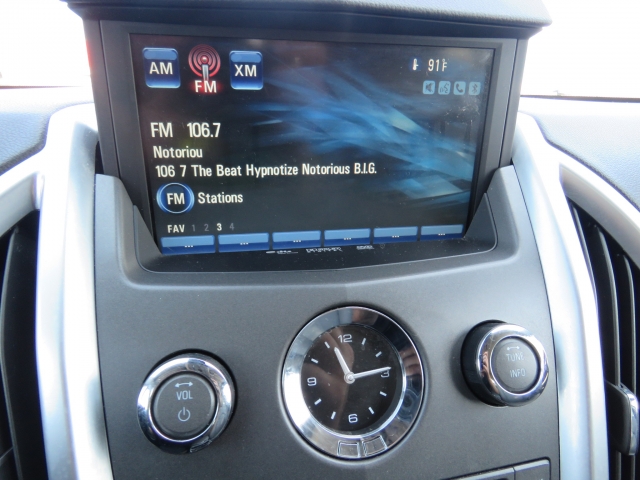 AM
FM
XM
91F
FM 106.7
Notoriou
106 7 The Beat Hypnotize Notorious B.I.G.
FM Stations
FAV 1 2 3 4
... ... ... ... ... ...
12
3
6
9
VOL
TUNE
INFO